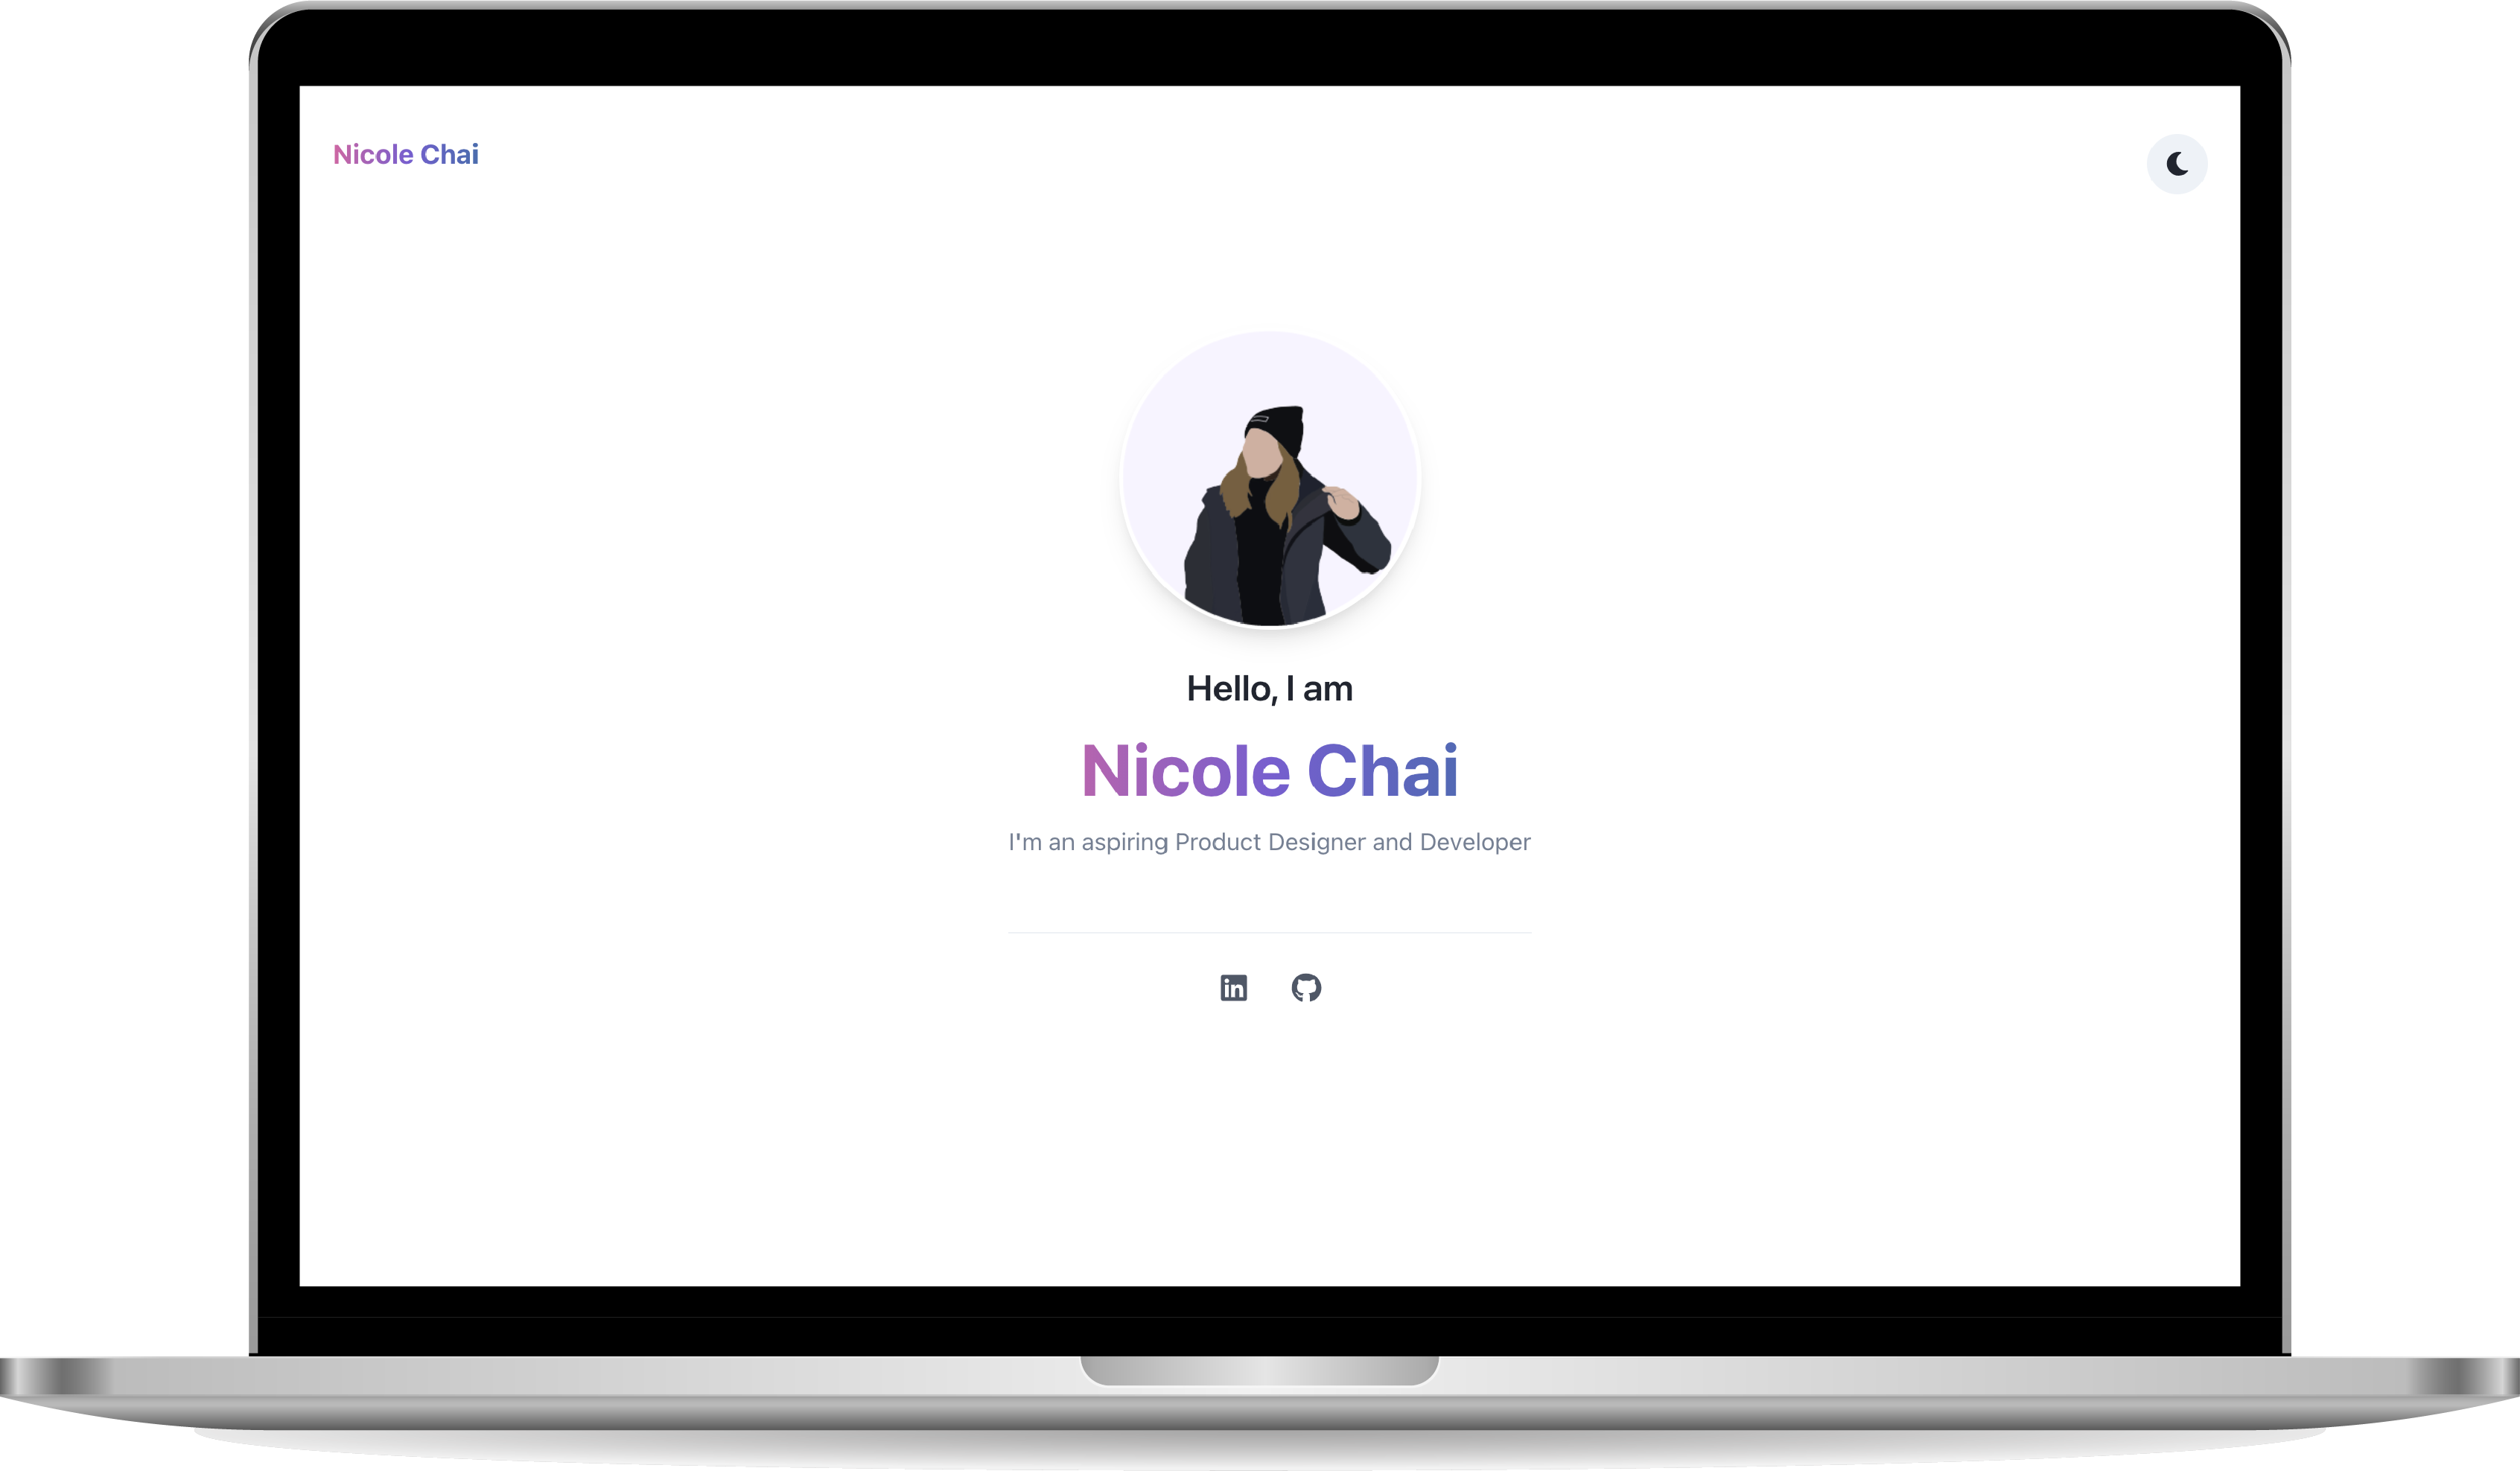 Nicole Chai
Hello, I am
Nicole Chai
I'm an aspiring Product Designer and Developer
in